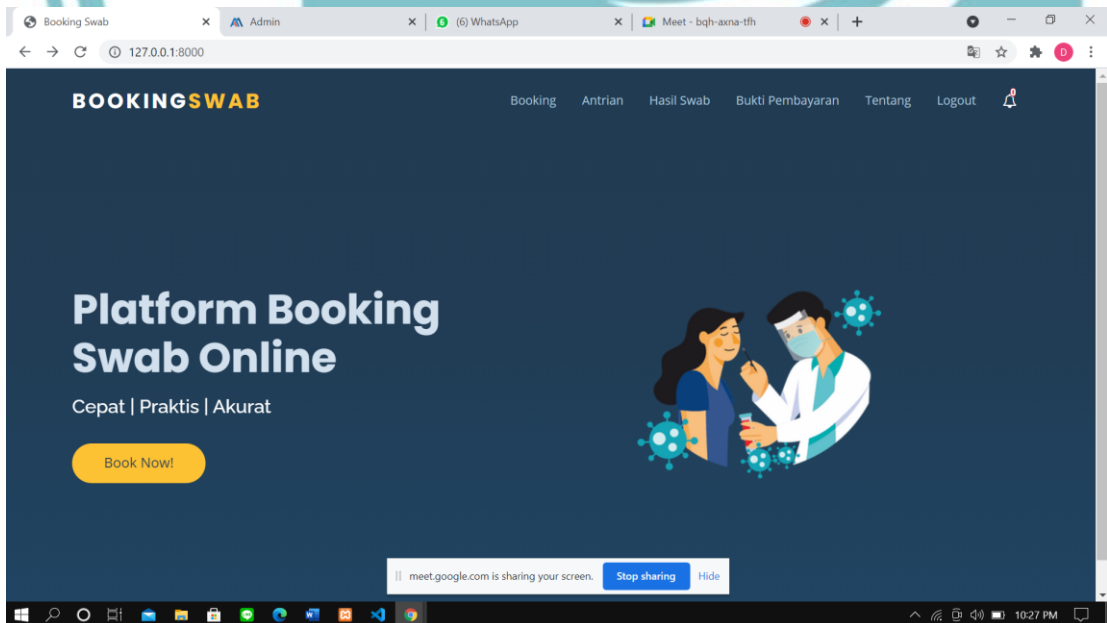 Booking Swab
Admin
(6) WhatsApp
Meet - bqh-axna-tfh
127.0.0.1:8000
D
BOOKINGSWAB
Booking Antrian Hasil Swab Bukti Pembayaran Tentang Logout 0
Platform Booking
Swab Online
Cepat | Praktis | Akurat
Book Now!
meet.google.com is sharing your screen. Stop sharing Hide
10:27 PM